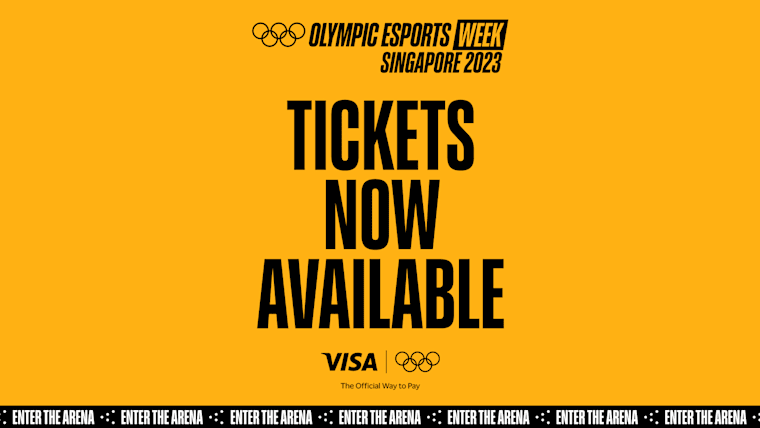 OLYMPIC ESPORTS WEEK
SINGAPORE 2023
TICKETS
NOW
AVAILABLE
VISA
The Official Way to Pay
ENTER THE ARENA ENTER THE ARENA ENTER THE ARENA ENTER THE ARENA ENTER THE ARENA ENTER THE ARENA ENTER THE ARENA